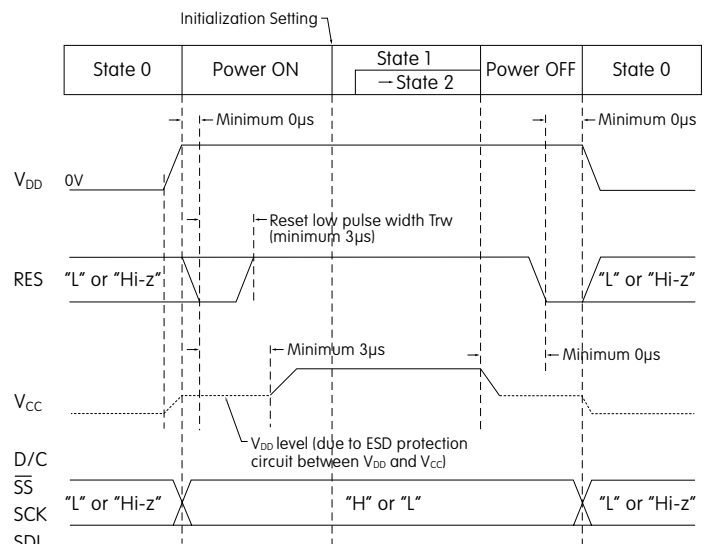 Initialization Setting
State 0
Power ON
State 1
→ State 2
Power OFF
State 0
Minimum 0µs
Minimum 0µs
VDD
0V
Reset low pulse width Trw
(minimum 3µs)
RES
"L" or "Hi-z"
"L" or "Hi-z"
Minimum 3µs
Minimum 0µs
VCC
VDD level (due to ESD protection
circuit between VDD and VCC)
D/C
SS
SCK
SDI
"L" or "Hi-z"
"H" or "L"
"L" or "Hi-z"